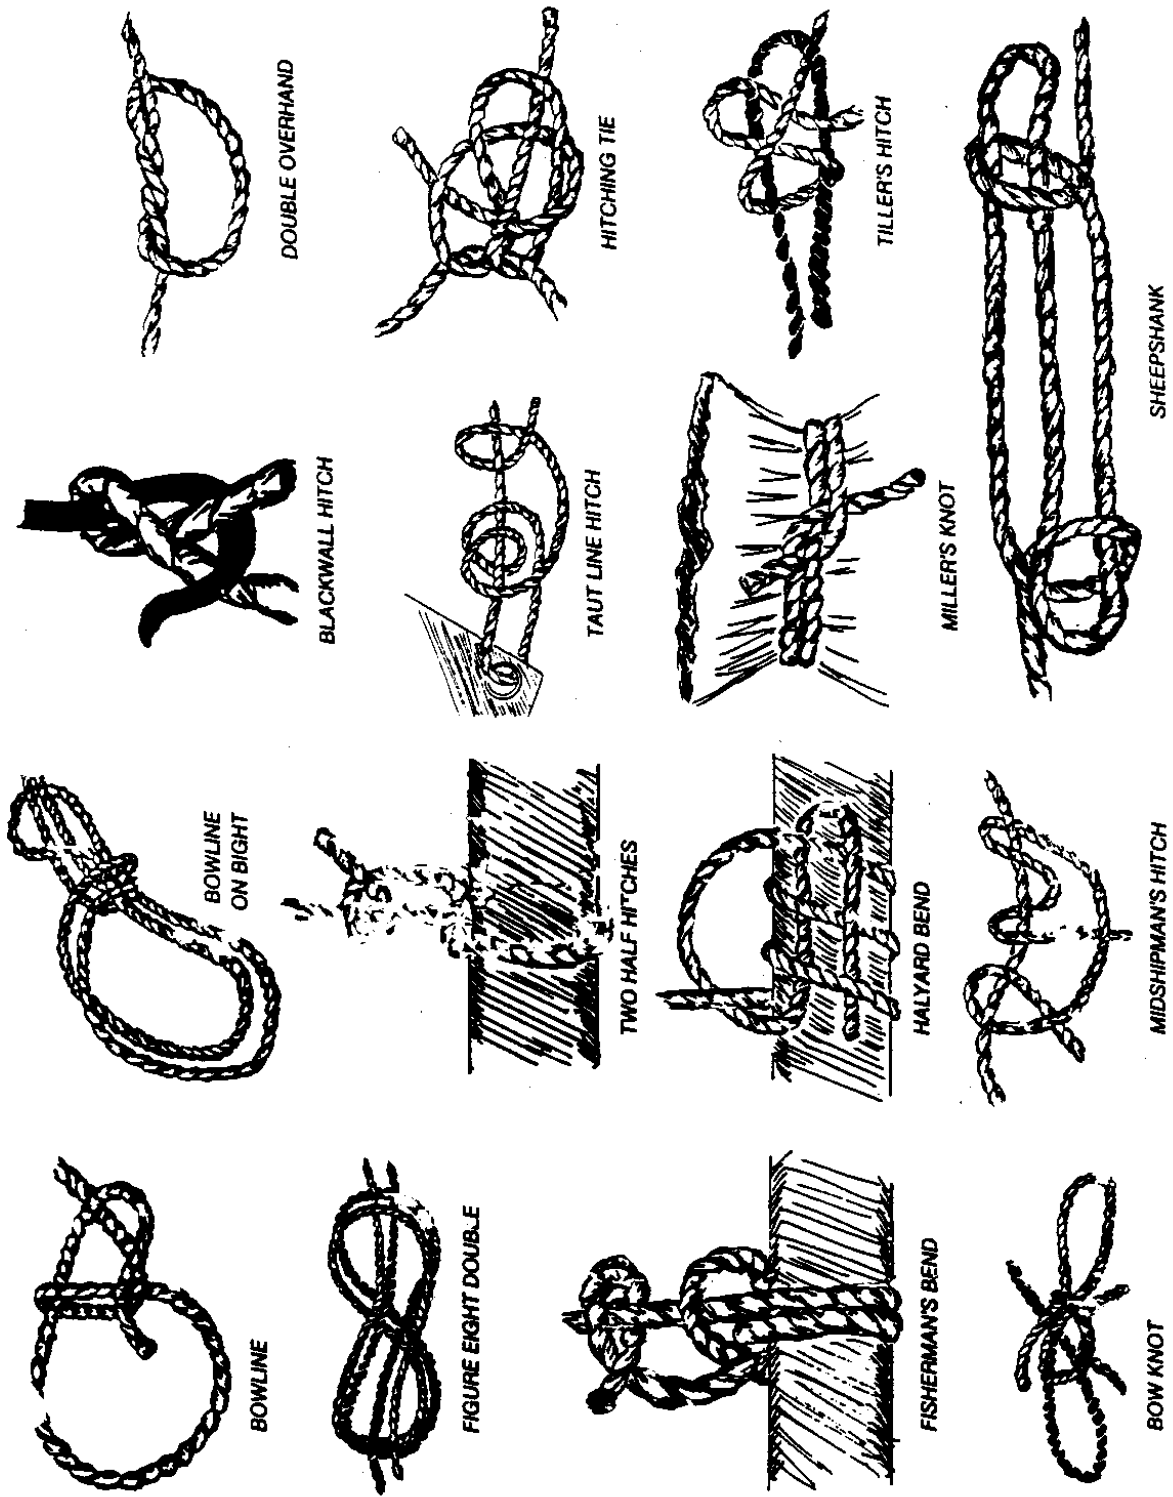 BOWLINE
BOWLINE
ON BIGHT
BLACKWALL HITCH
DOUBLE OVERHAND
FIGURE EIGHT DOUBLE
TWO HALF HITCHES
TAUT LINE HITCH
HITCHING TIE
FISHERMAN'S BEND
HALYARD BEND
MILLER'S KNOT
TILLER'S HITCH
BOW KNOT
MIDSHIPMAN'S HITCH
SHEEPSHANK